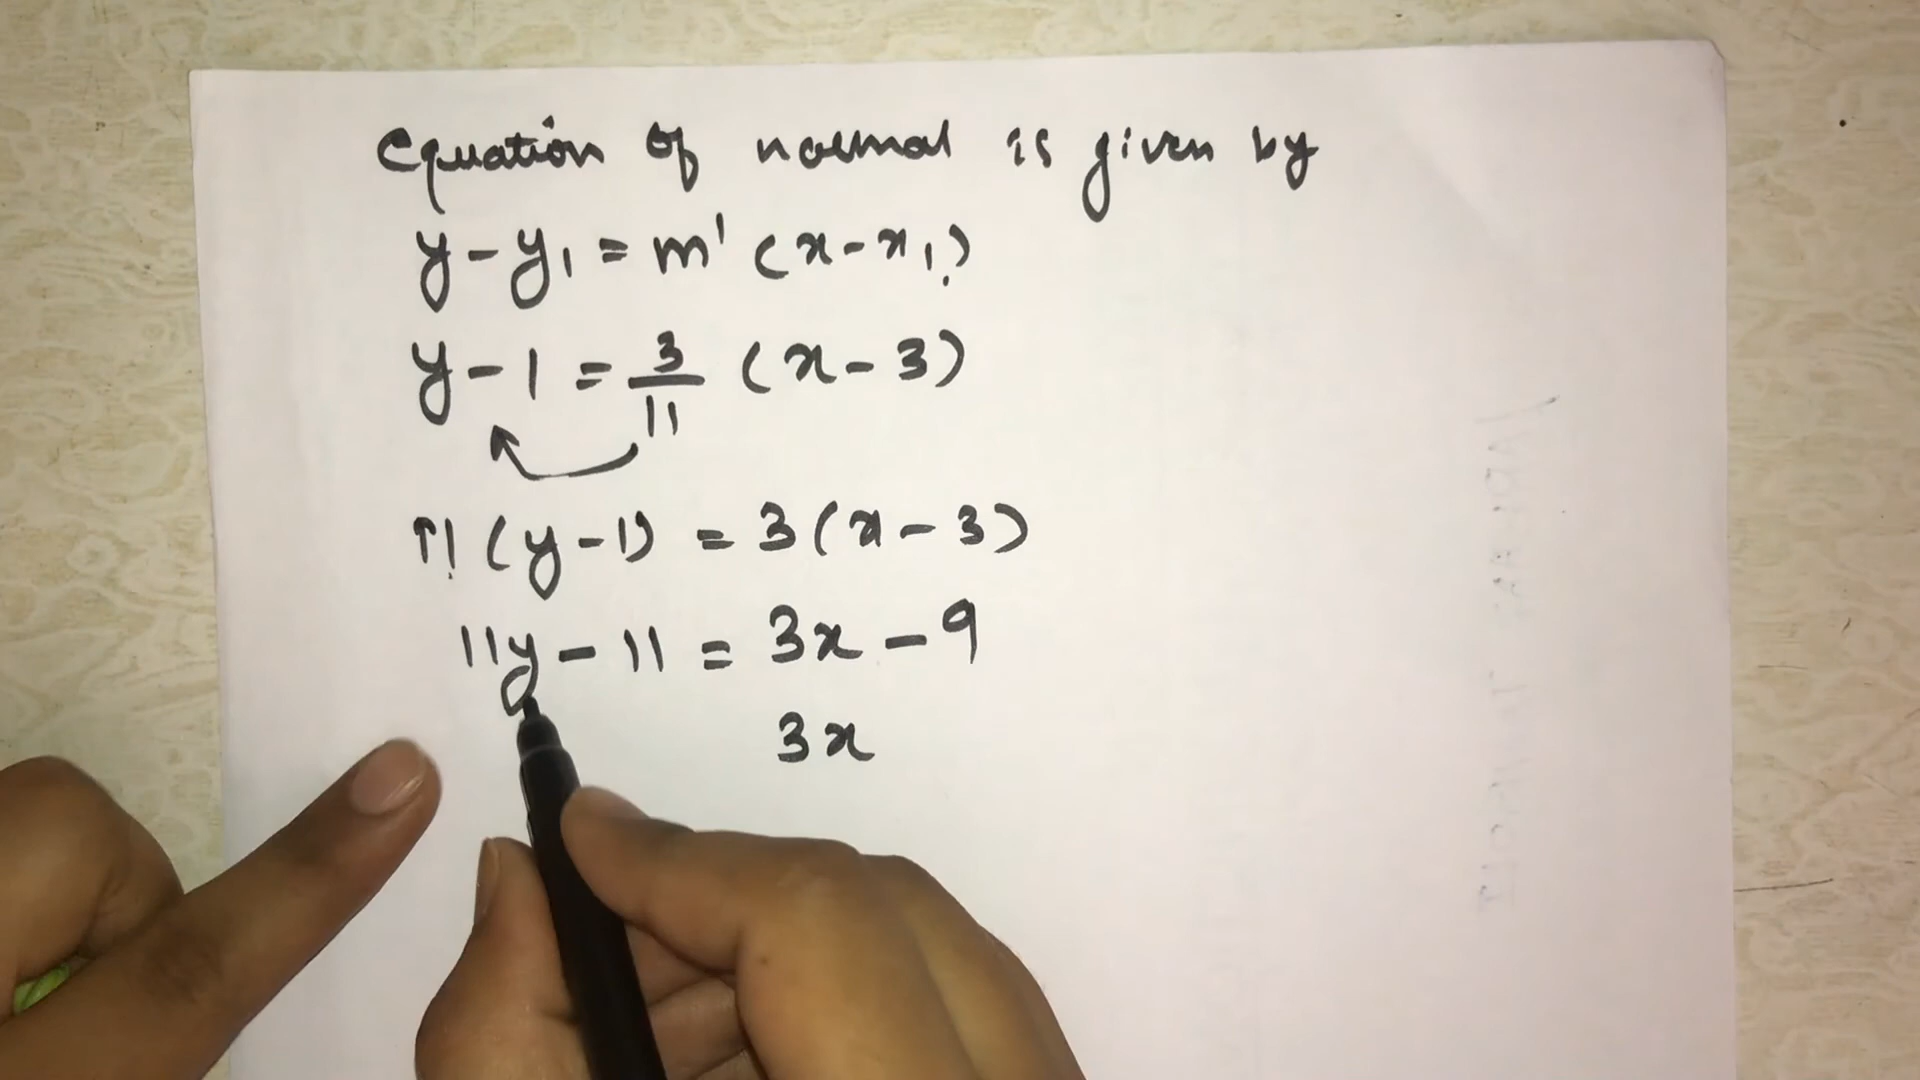 Equation of normal is given by
y - y₁ = m' (x - x₁)
y - 1 = 3/11 (x - 3)
11 (y - 1) = 3 (x - 3)
11y - 11 = 3x - 9
3x